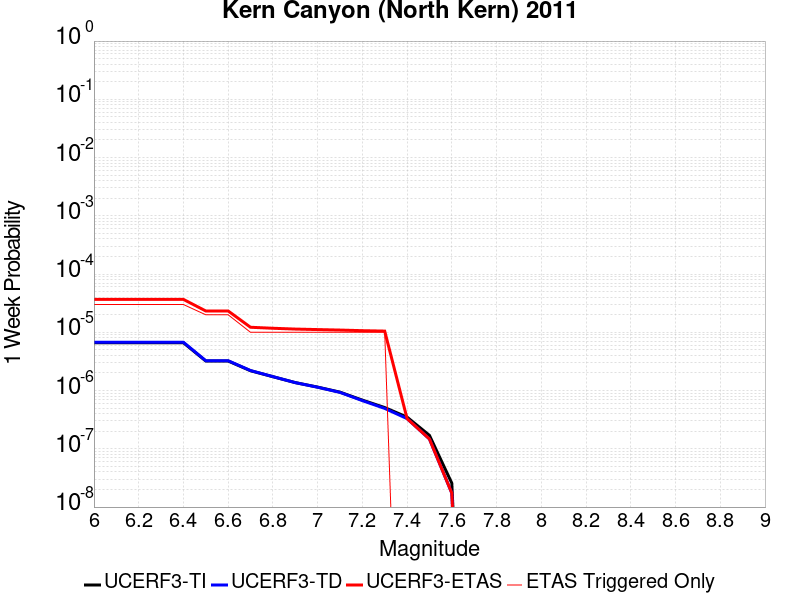 Kern Canyon (North Kern) 2011
1 Week Probability
10^0
10^-1
10^-2
10^-3
10^-4
10^-5
10^-6
10^-7
10^-8
6 6.2 6.4 6.6 6.8 7 7.2 7.4 7.6 7.8 8 8.2 8.4 8.6 8.8 9
Magnitude
UCERF3-TI UCERF3-TD UCERF3-ETAS ETAS Triggered Only